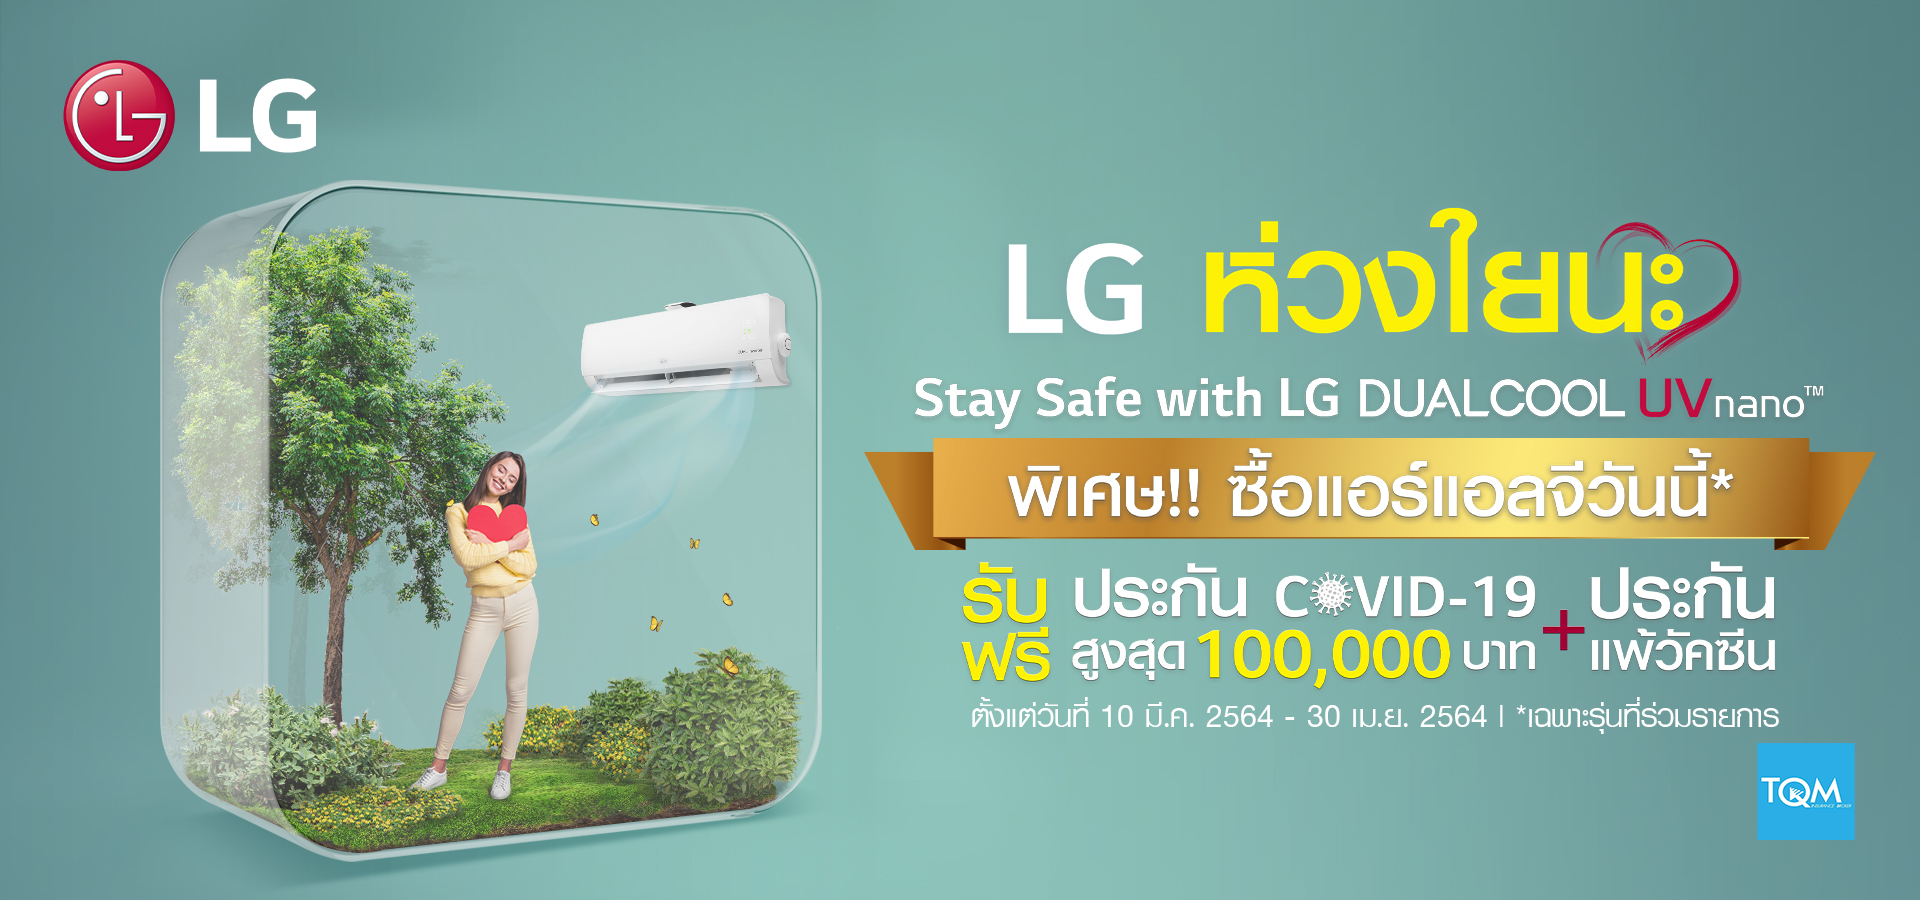 LG
LG ห่วงใยนะ
Stay Safe with LG DUALCOOL UVnano™
พิเศษ!! ซื้อแอร์แอลจีวันนี้*
รับฟรี
ประกัน COVID-19
สูงสุด 100,000 บาท
+
ประกัน
แพ้วัคซีน
ตั้งแต่วันที่ 10 มี.ค. 2564 - 30 เม.ย. 2564 | *เฉพาะรุ่นที่ร่วมรายการ
TQM
INSURANCE BROKER